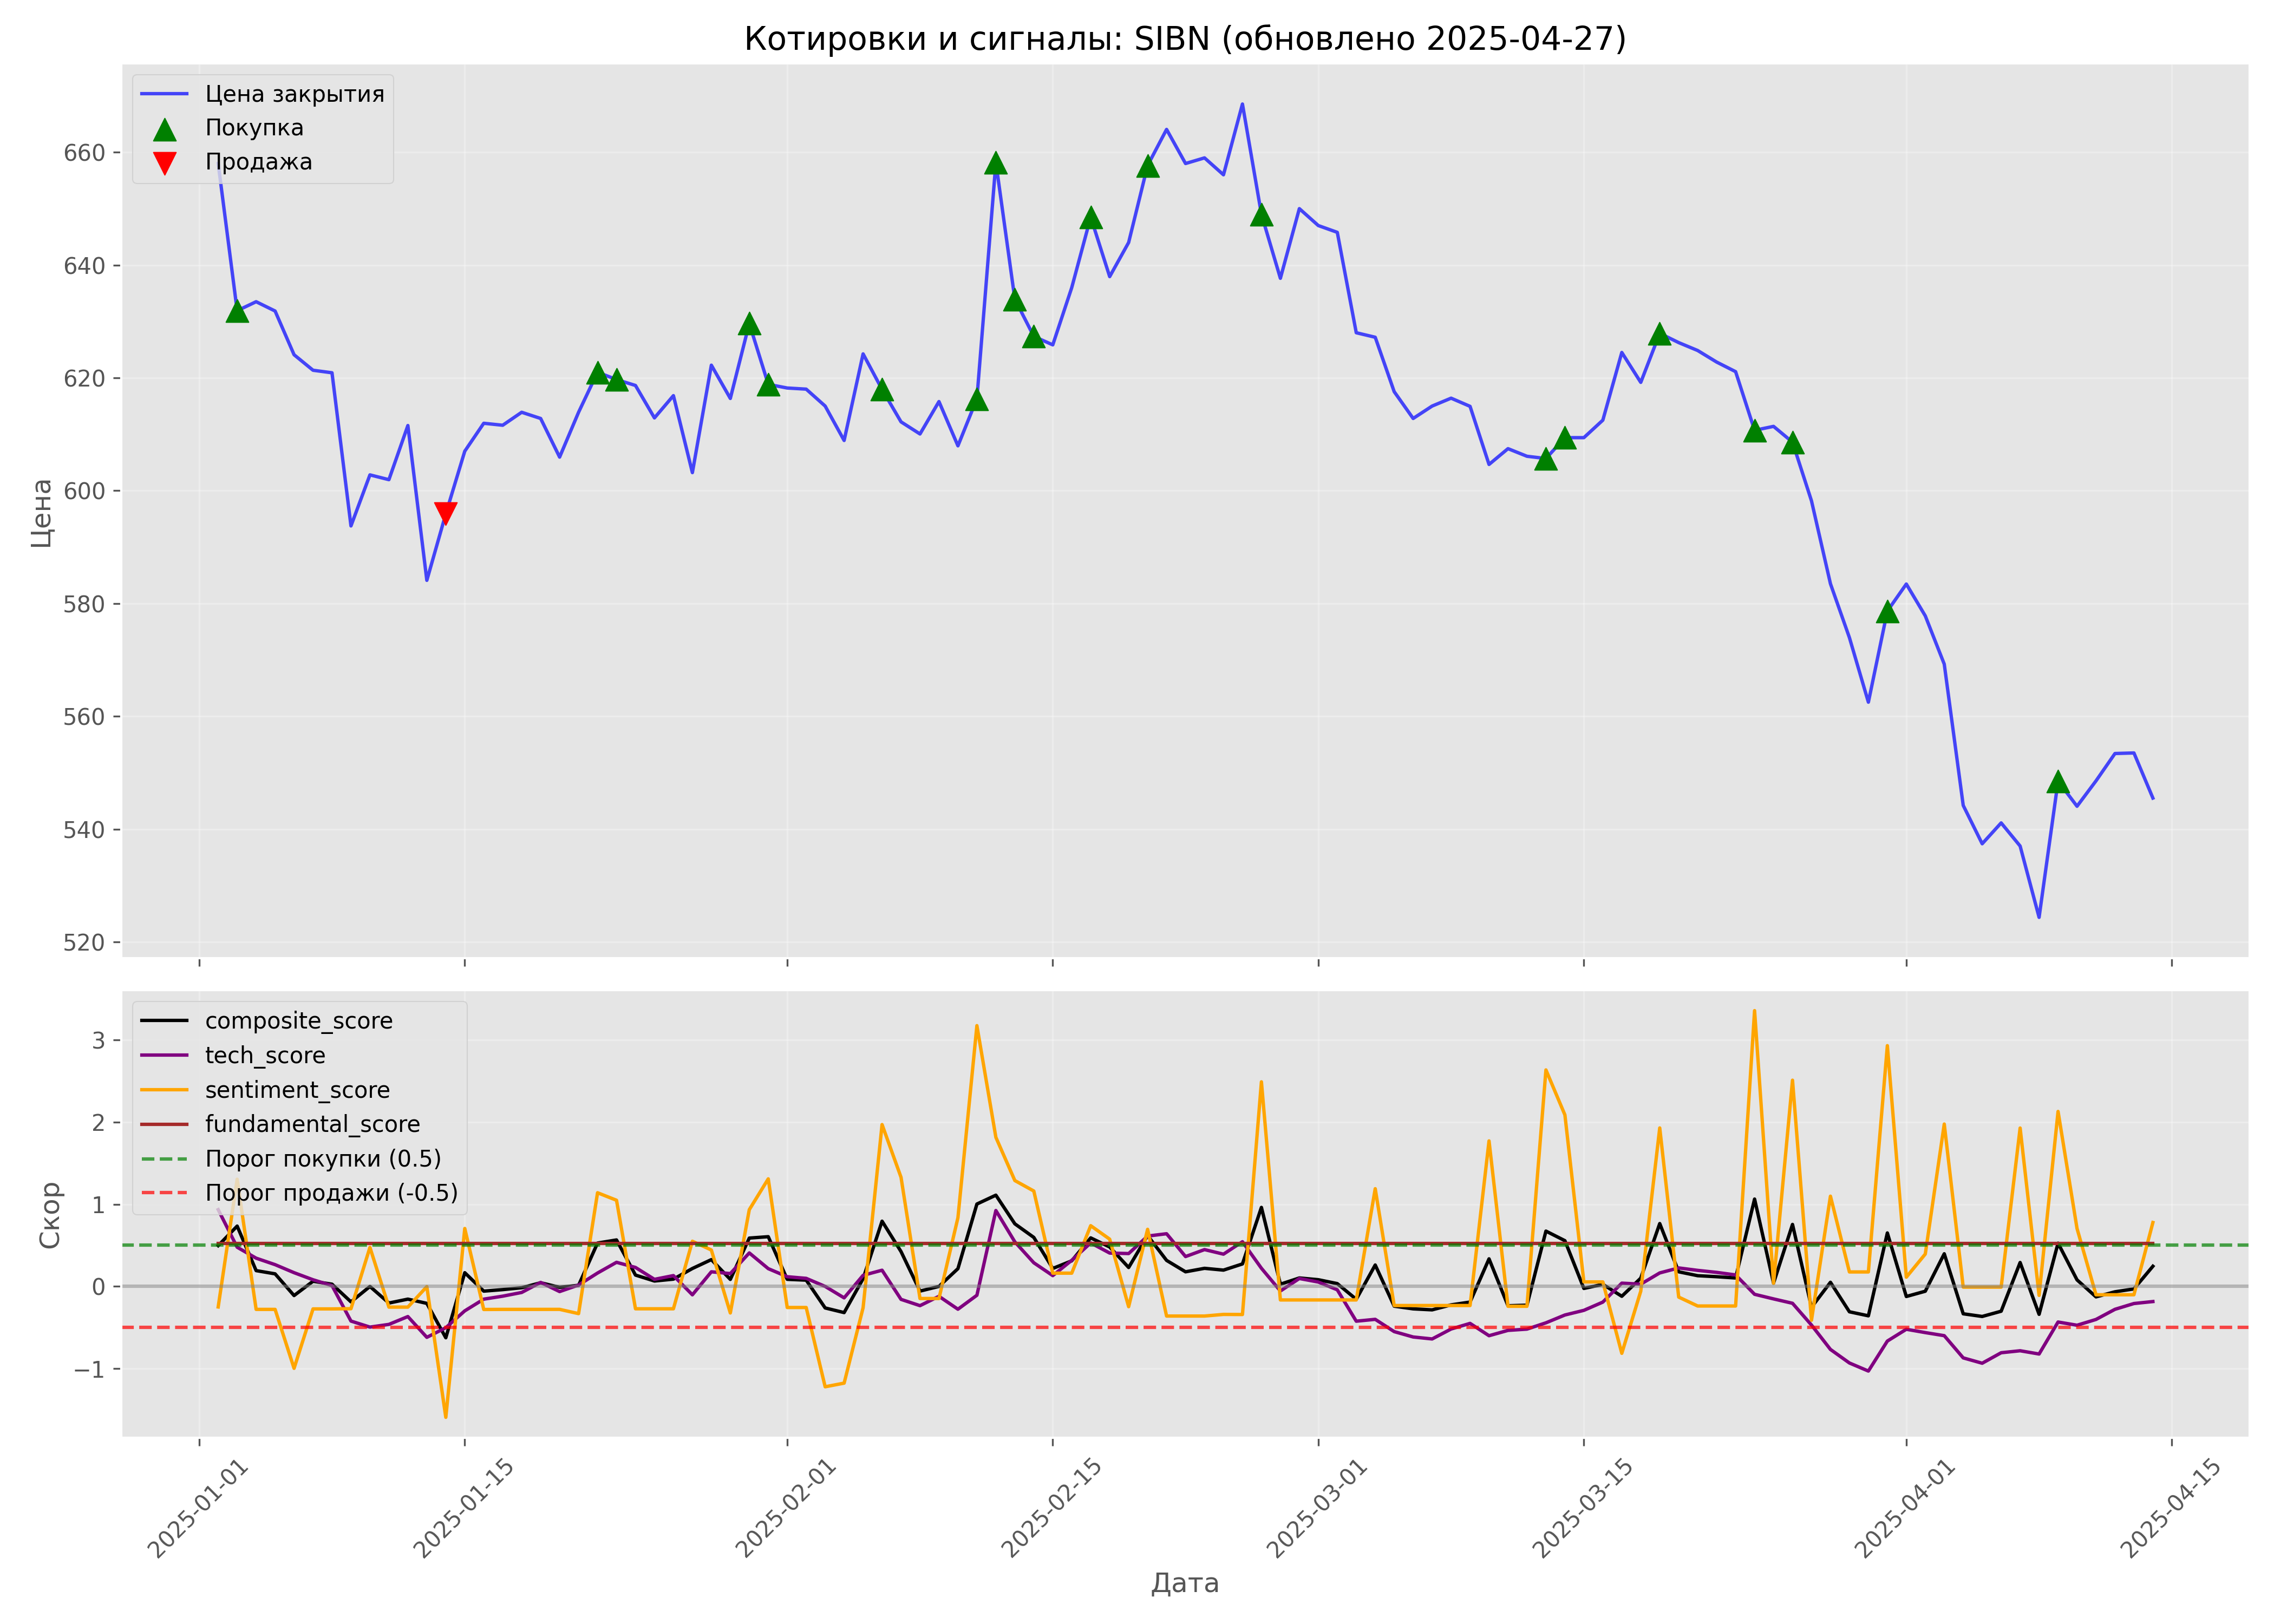 Котировки и сигналы: SIBN (обновлено 2025-04-27)
Цена закрытия
Покупка
Продажа
660
640
620
600
580
560
540
520
Цена
composite_score
tech_score
sentiment_score
fundamental_score
Порог покупки (0.5)
Порог продажи (-0.5)
3
2
1
0
−1
Скор
2025-01-01
2025-01-15
2025-02-01
2025-02-15
2025-03-01
2025-03-15
2025-04-01
2025-04-15
Дата